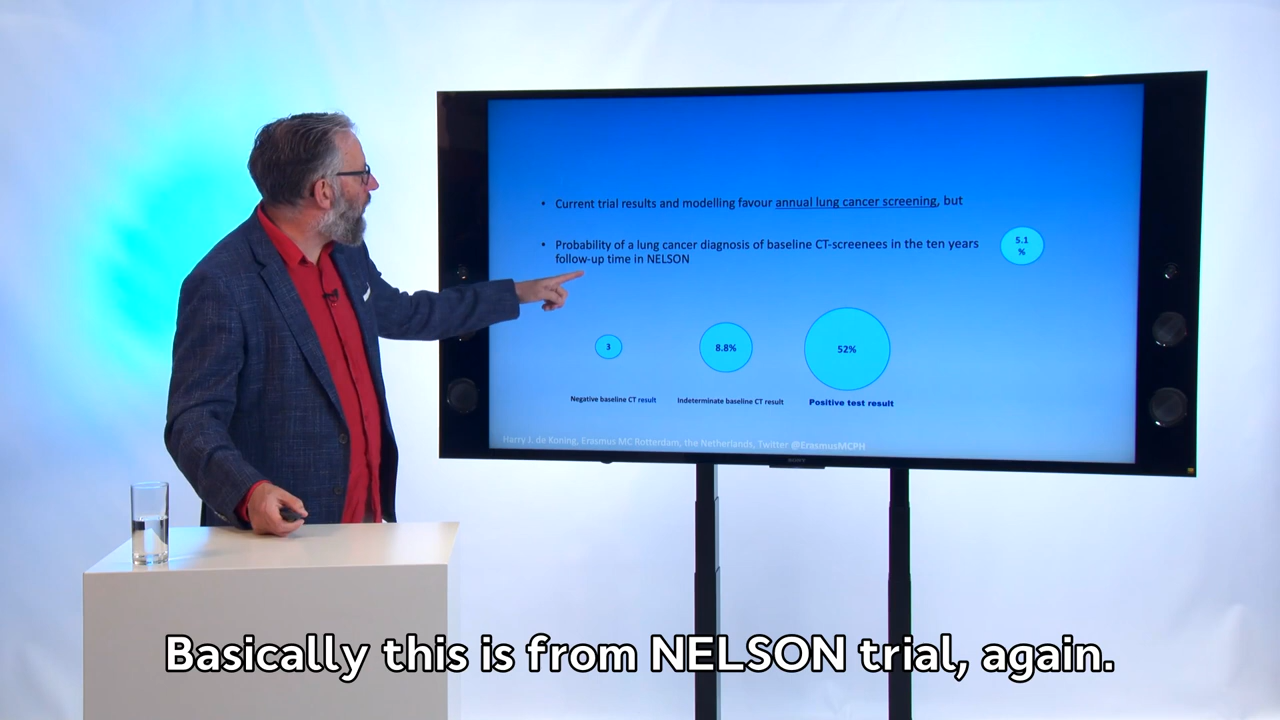 • Current trial results and modelling favour annual lung cancer screening, but
• Probability of a lung cancer diagnosis of baseline CT-screenees in the ten years
follow-up time in NELSON
5.1
%
3
8.8%
52%
Negative baseline CT result
Indeterminate baseline CT result
Positive test result
Harry J. de Koning, Erasmus MC Rotterdam, the Netherlands, Twitter @ErasmusMCPH
SONY
Basically this is from NELSON trial, again.